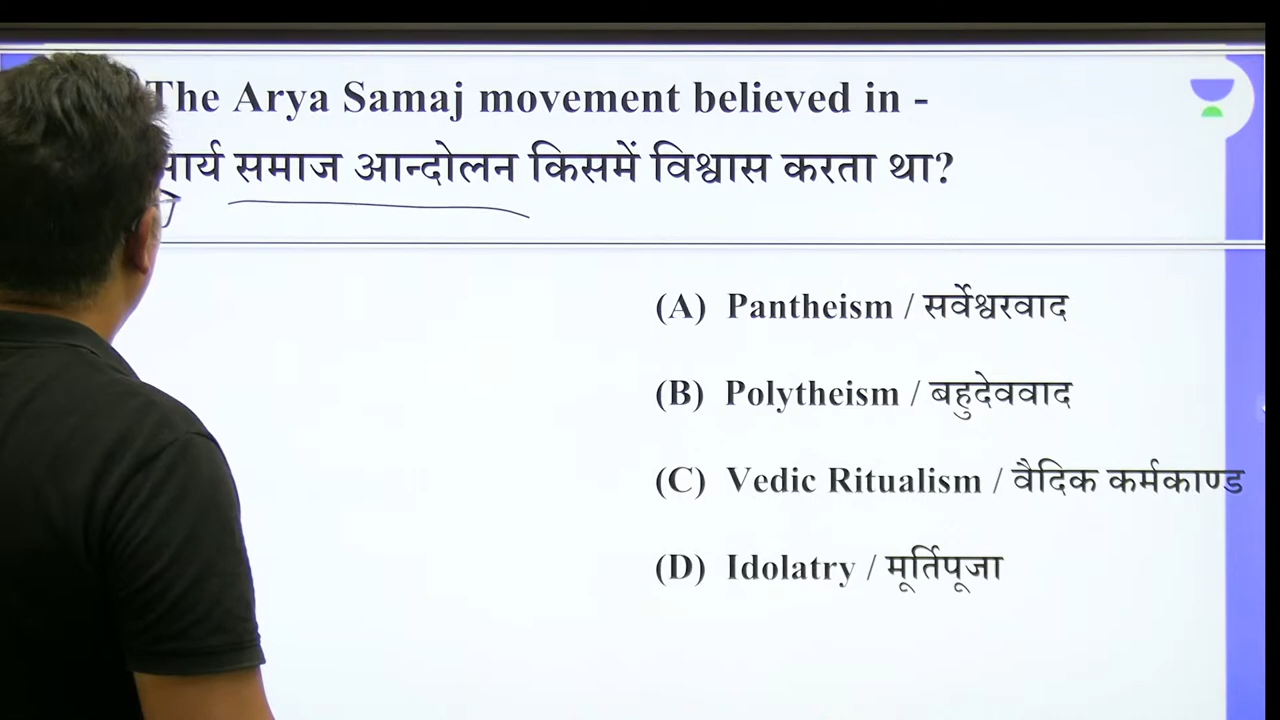 The Arya Samaj movement believed in -
समाज आन्दोलन किसमें विश्वास करता था?
(A) Pantheism / सर्वेश्वरवाद
(B) Polytheism / बहुदेववाद
(C) Vedic Ritualism / वैदिक कर्मकाण्ड
(D) Idolatry / मूर्तिपूजा